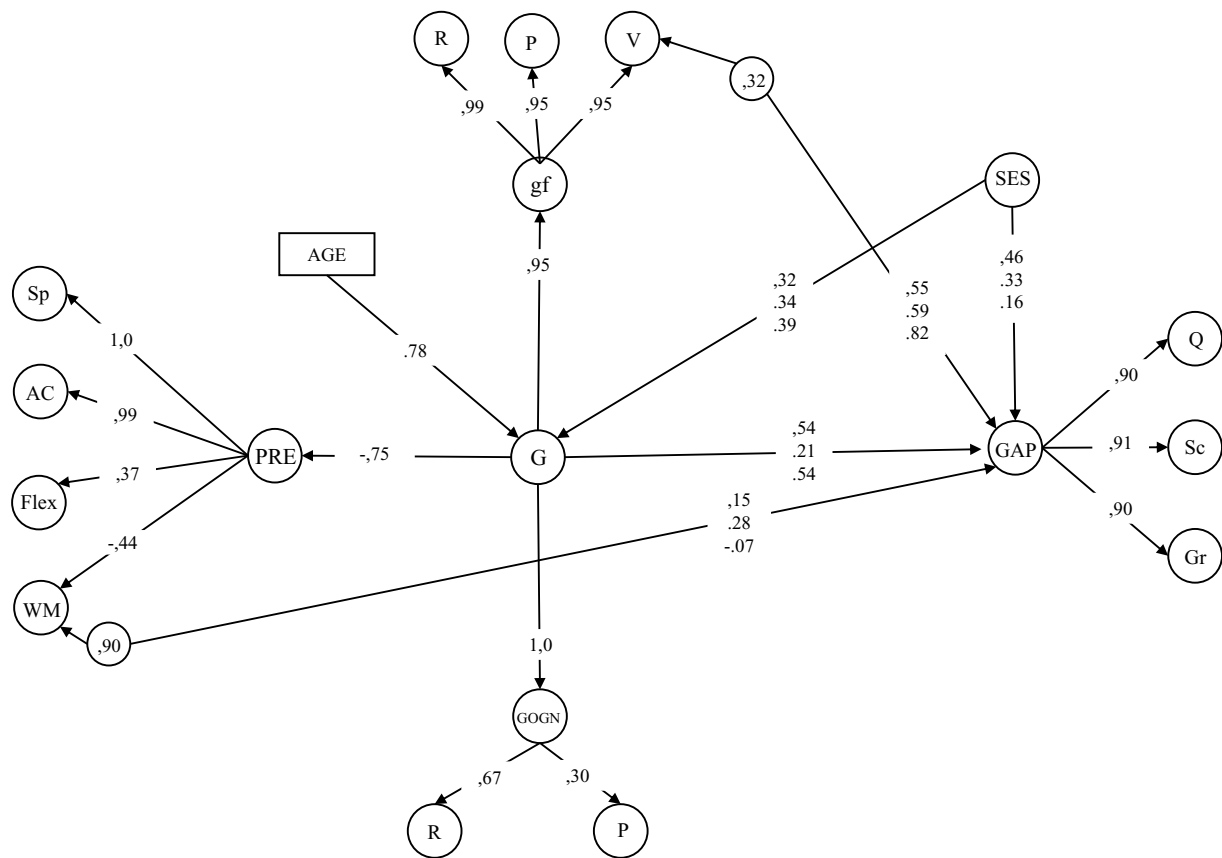 R
P
V
,32
,99
,95
,95
gf
SES
AGE
,95
,46
.33
.16
,32
.34
.39
,55
.59
.82
Sp
1,0
.78
Q
AC
,99
,90
PRE
-,75
G
,54
.21
.54
GAP
,91
Sc
Flex
,37
,15
.28
-.07
,90
Gr
-,44
WM
,90
1,0
GOGN
,67
,30
R
P